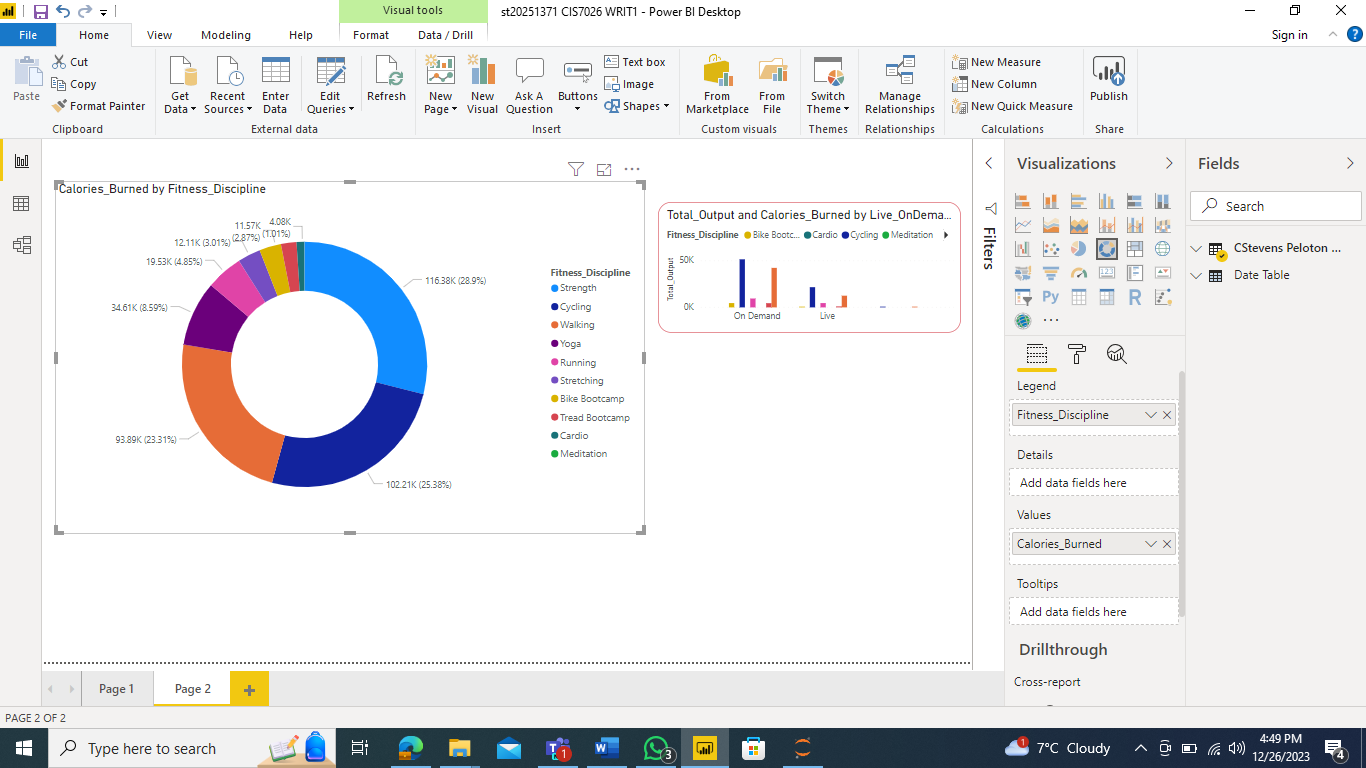 Visual tools
st20251371 CIS7026 WRIT1 - Power BI Desktop
File
Home
View
Modeling
Help
Format
Data / Drill
Sign in
Paste
Cut
Copy
Format Painter
Clipboard
Get Data
Recent Sources
Enter Data
Edit Queries
Refresh
External data
New Page
New Visual
Ask A Question
Buttons
Text box
Image
Shapes
Insert
From Marketplace
From File
Custom visuals
Switch Theme
Themes
Manage Relationships
Relationships
New Measure
New Column
New Quick Measure
Calculations
Publish
Share
Calories_Burned by Fitness_Discipline
116.38K (28.9%)
102.21K (25.38%)
93.89K (23.31%)
34.61K (8.59%)
19.53K (4.85%)
12.11K (3.01%)
11.57K (2.87%)
4.08K (1.01%)
Fitness_Discipline
Strength
Cycling
Walking
Yoga
Running
Stretching
Bike Bootcamp
Tread Bootcamp
Cardio
Meditation
Total_Output and Calories_Burned by Live_OnDema...
Fitness_Discipline Bike Bootc... Cardio Cycling Meditation
Total_Output
50K
0K
On Demand
Live
Filters
Visualizations
Py
R
123
Legend
Fitness_Discipline
Details
Add data fields here
Values
Calories_Burned
Tooltips
Add data fields here
Drillthrough
Cross-report
Fields
Search
CStevens Peloton ...
Date Table
Page 1
Page 2
PAGE 2 OF 2
Type here to search
1
3
1
7°C Cloudy
4:49 PM
12/26/2023
4